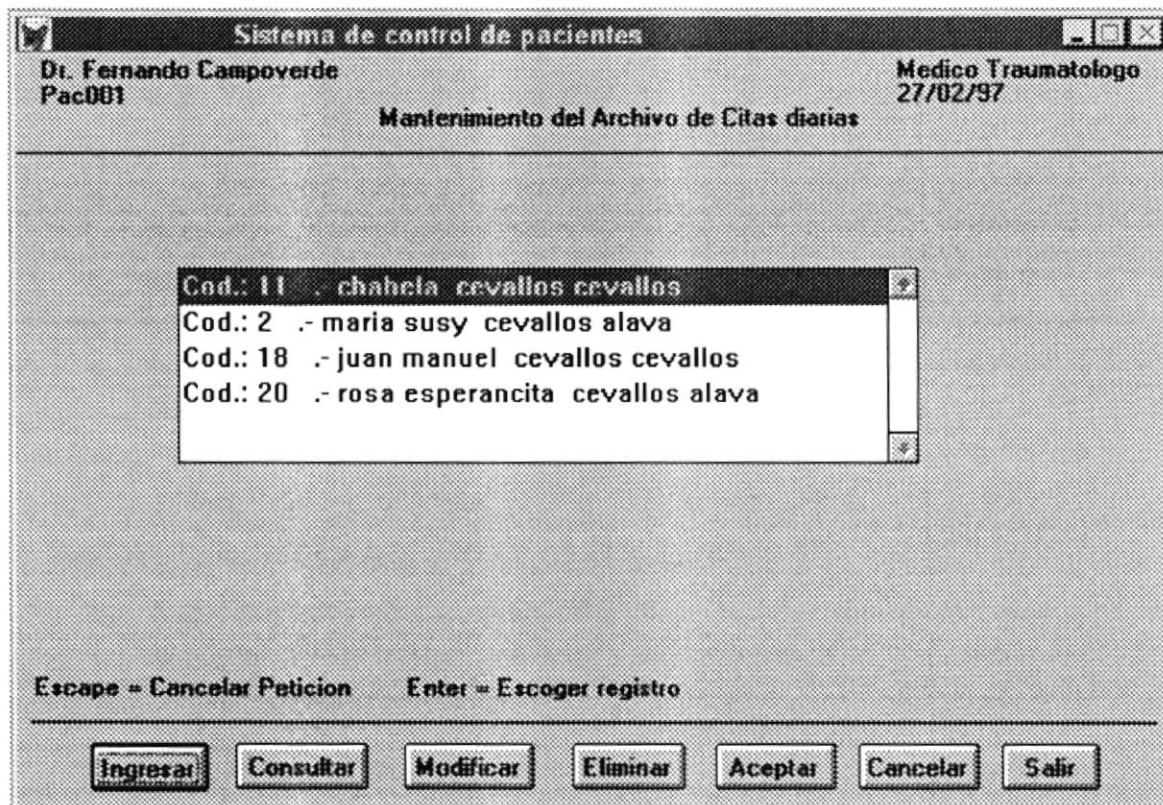 Sistema de control de pacientes
Dr. Fernando Campoverde
Medico Traumatologo
Pac001
27/02/97
Mantenimiento del Archivo de Citas diarias
Cod.: 11 .- chabela cevallos cevallos
Cod.: 2 .- maria susy cevallos alava
Cod.: 18 .- juan manuel cevallos cevallos
Cod.: 20 .- rosa esperancita cevallos alava
Escape = Cancelar Peticion Enter = Escoger registro
Ingresar Consultar Modificar Eliminar Aceptar Cancelar Salir